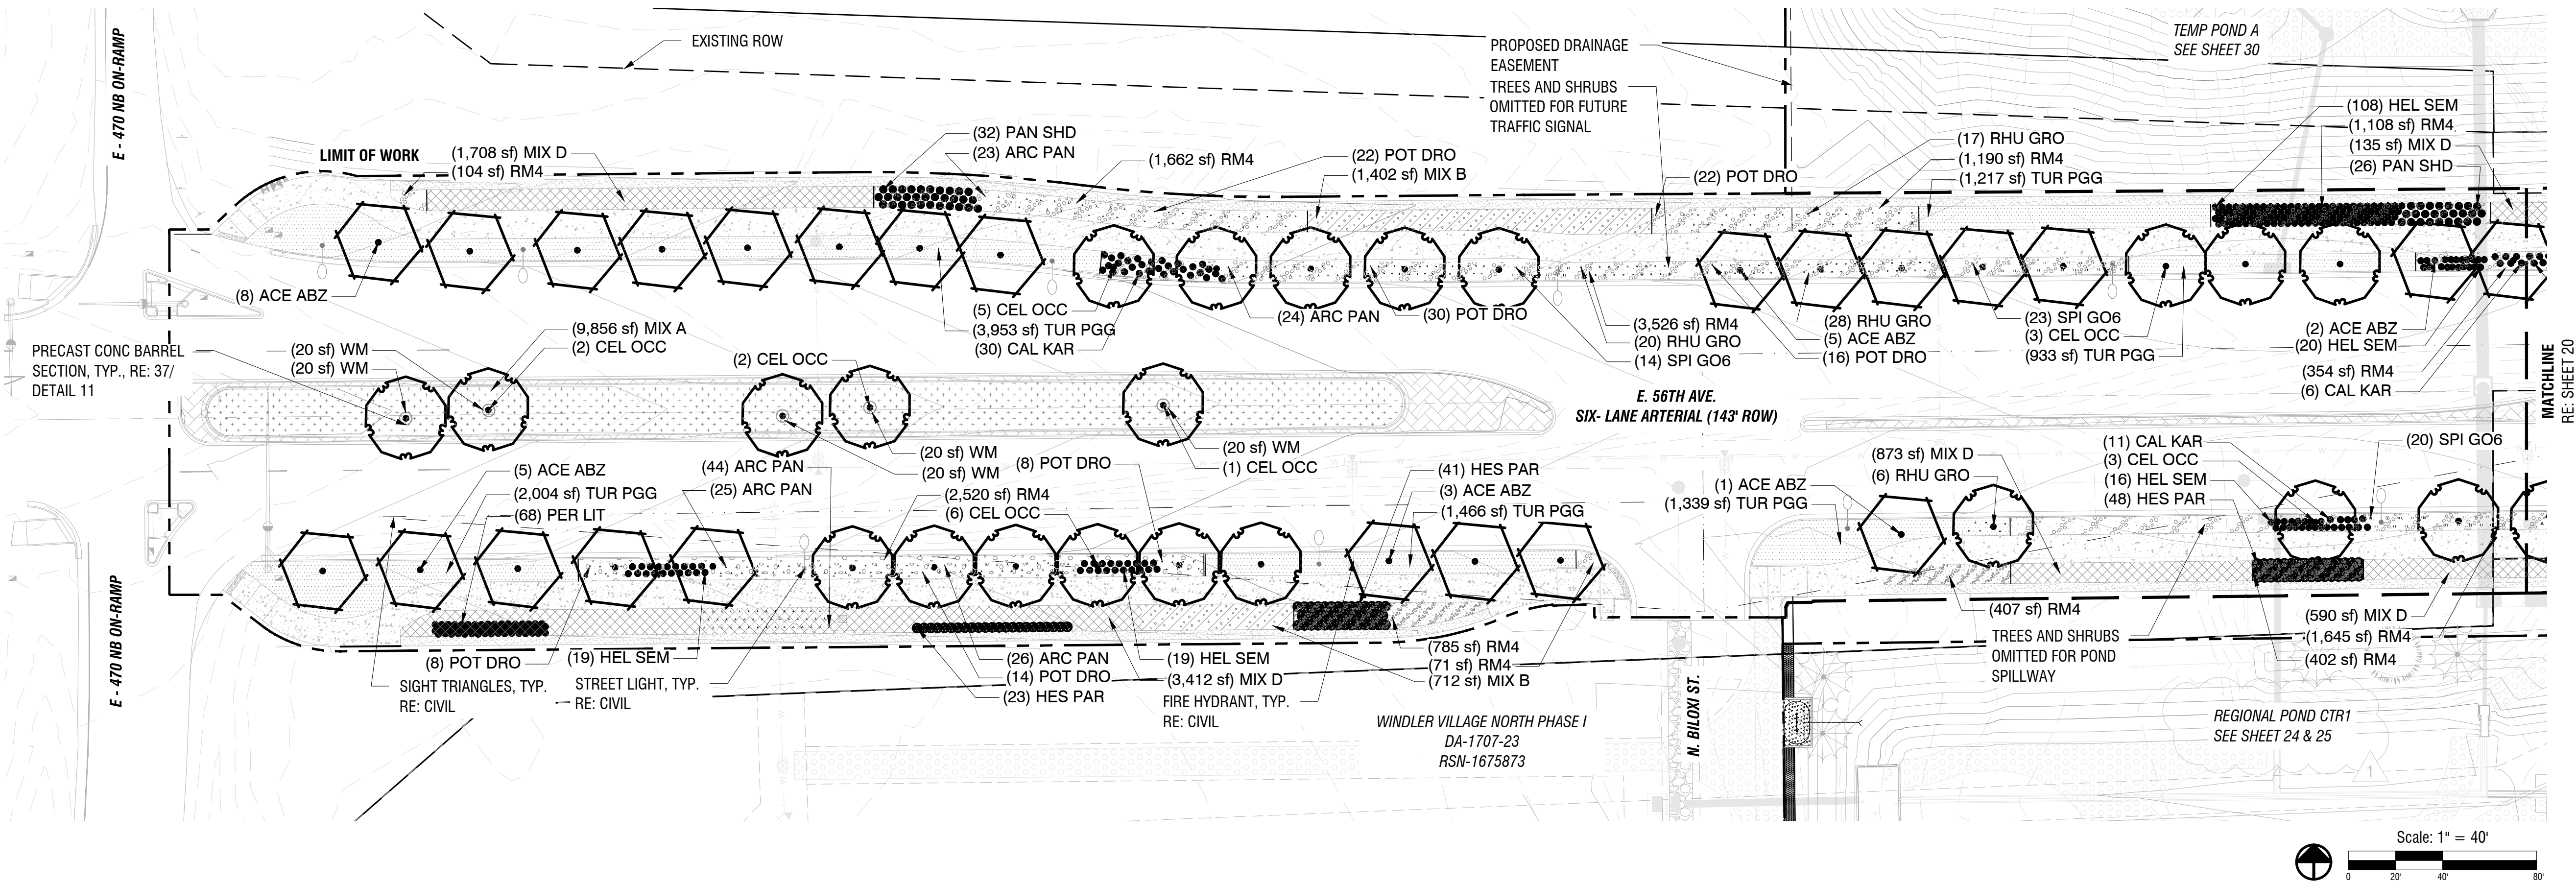 E - 470 NB ON-RAMP
EXISTING ROW
PROPOSED DRAINAGE
EASEMENT
TREES AND SHRUBS
OMITTED FOR FUTURE
TRAFFIC SIGNAL
TEMP POND A
SEE SHEET 30
LIMIT OF WORK
(1,708 sf) MIX D
(104 sf) RM4
(32) PAN SHD
(23) ARC PAN
(1,662 sf) RM4
(22) POT DRO
(1,402 sf) MIX B
(22) POT DRO
(17) RHU GRO
(1,190 sf) RM4
(1,217 sf) TUR PGG
(108) HEL SEM
(1,108 sf) RM4
(135 sf) MIX D
(26) PAN SHD
(8) ACE ABZ
(5) CEL OCC
(3,953 sf) TUR PGG
(30) CAL KAR
(24) ARC PAN
(30) POT DRO
(3,526 sf) RM4
(20) RHU GRO
(14) SPI GO6
(28) RHU GRO
(5) ACE ABZ
(16) POT DRO
(23) SPI GO6
(3) CEL OCC
(933 sf) TUR PGG
(2) ACE ABZ
(20) HEL SEM
(354 sf) RM4
(6) CAL KAR
MATCHLINE
RE: SHEET 20
PRECAST CONC BARREL
SECTION, TYP., RE: 37/
DETAIL 11
(20 sf) WM
(20 sf) WM
(9,856 sf) MIX A
(2) CEL OCC
(2) CEL OCC
(20 sf) WM
(20 sf) WM
(20 sf) WM
(1) CEL OCC
E. 56TH AVE.
SIX- LANE ARTERIAL (143' ROW)
(5) ACE ABZ
(2,004 sf) TUR PGG
(68) PER LIT
(44) ARC PAN
(25) ARC PAN
(8) POT DRO
(2,520 sf) RM4
(6) CEL OCC
(41) HES PAR
(3) ACE ABZ
(1,466 sf) TUR PGG
(1) ACE ABZ
(1,339 sf) TUR PGG
(873 sf) MIX D
(6) RHU GRO
(11) CAL KAR
(3) CEL OCC
(16) HEL SEM
(48) HES PAR
(20) SPI GO6
E - 470 NB ON-RAMP
(8) POT DRO
(19) HEL SEM
SIGHT TRIANGLES, TYP.
RE: CIVIL
STREET LIGHT, TYP.
RE: CIVIL
(26) ARC PAN
(14) POT DRO
(23) HES PAR
(19) HEL SEM
(3,412 sf) MIX D
FIRE HYDRANT, TYP.
RE: CIVIL
(785 sf) RM4
(71 sf) RM4
(712 sf) MIX B
WINDLER VILLAGE NORTH PHASE I
DA-1707-23
RSN-1675873
N. BILOXI ST.
(407 sf) RM4
TREES AND SHRUBS
OMITTED FOR POND
SPILLWAY
(590 sf) MIX D
(1,645 sf) RM4
(402 sf) RM4
REGIONAL POND CTR1
SEE SHEET 24 & 25
1
Scale: 1" = 40'
0 20' 40' 80'